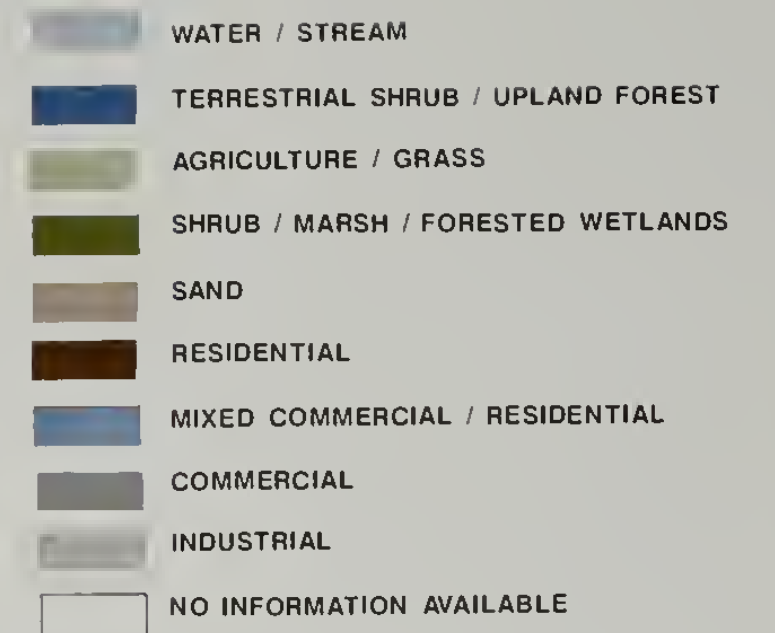 WATER / STREAM
TERRESTRIAL SHRUB / UPLAND FOREST
AGRICULTURE / GRASS
SHRUB / MARSH / FORESTED WETLANDS
SAND
RESIDENTIAL
MIXED COMMERCIAL / RESIDENTIAL
COMMERCIAL
INDUSTRIAL
NO INFORMATION AVAILABLE